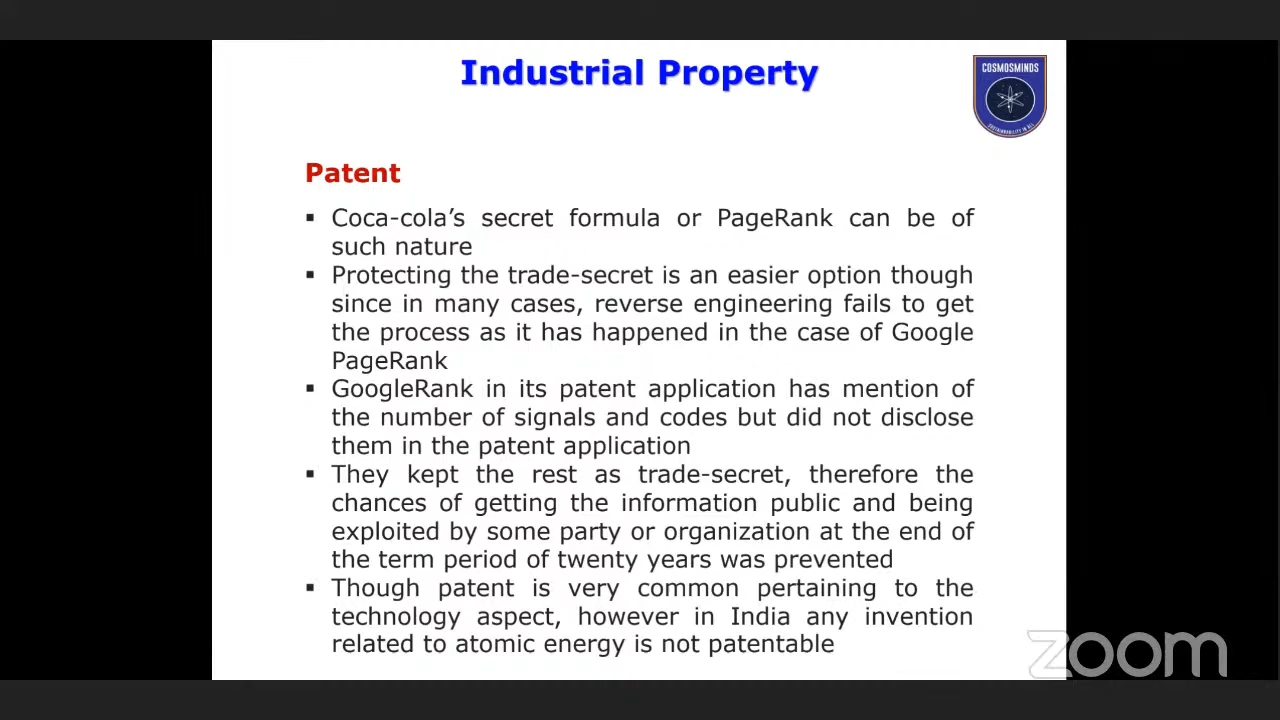 Industrial Property
COSMOSMINDS
SUSTAINABILITY IN ALL
Patent
▪ Coca-cola's secret formula or PageRank can be of
such nature
▪ Protecting the trade-secret is an easier option though
since in many cases, reverse engineering fails to get
the process as it has happened in the case of Google
PageRank
▪ GoogleRank in its patent application has mention of
the number of signals and codes but did not disclose
them in the patent application
▪ They kept the rest as trade-secret, therefore the
chances of getting the information public and being
exploited by some party or organization at the end of
the term period of twenty years was prevented
▪ Though patent is very common pertaining to the
technology aspect, however in India any invention
related to atomic energy is not patentable
zoom